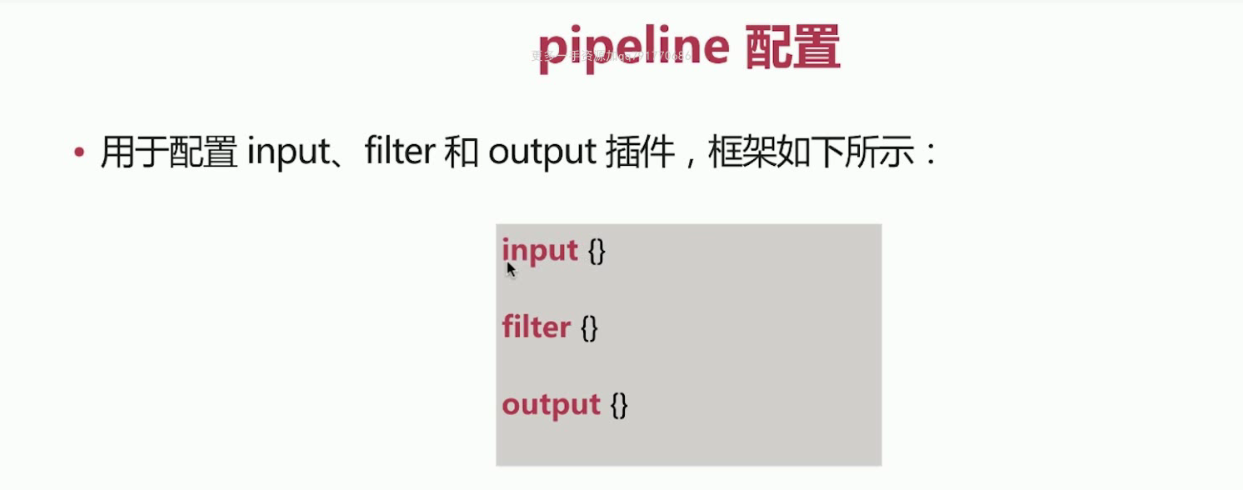 pipeline 配置
• 用于配置 input、filter 和 output 插件，框架如下所示：
input {}
filter {}
output {}